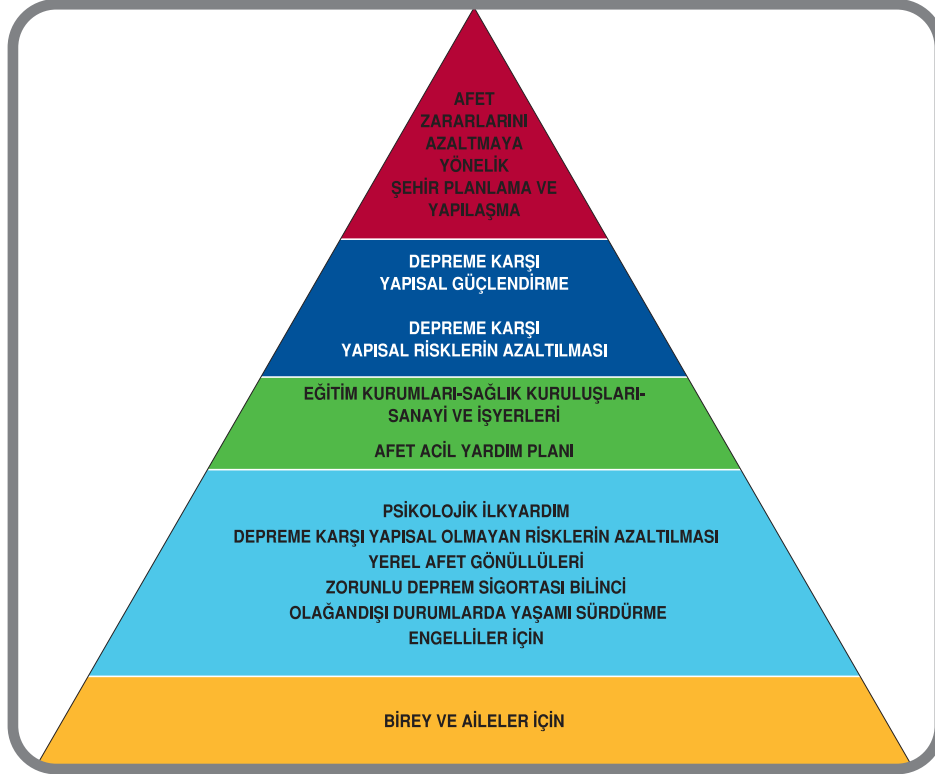 AFET
ZARARLARINI
AZALTMAYA
YÖNELİK
ŞEHİR PLANLAMA VE
YAPILAŞMA
DEPREME KARŞI
YAPISAL GÜÇLENDİRME
DEPREME KARŞI
YAPISAL RİSKLERİN AZALTILMASI
EĞİTİM KURUMLARI-SAĞLIK KURULUŞLARI-
SANAYİ VE İŞYERLERİ
AFET ACİL YARDIM PLANI
PSİKOLOJİK İLKYARDIM
DEPREME KARŞI YAPISAL OLMAYAN RİSKLERİN AZALTILMASI
YEREL AFET GÖNÜLLÜLERİ
ZORUNLU DEPREM SİGORTASI BİLİNCİ
OLAĞANDIŞI DURUMLARDA YAŞAMI SÜRDÜRME
ENGELLİLER İÇİN
BİREY VE AİLELER İÇİN